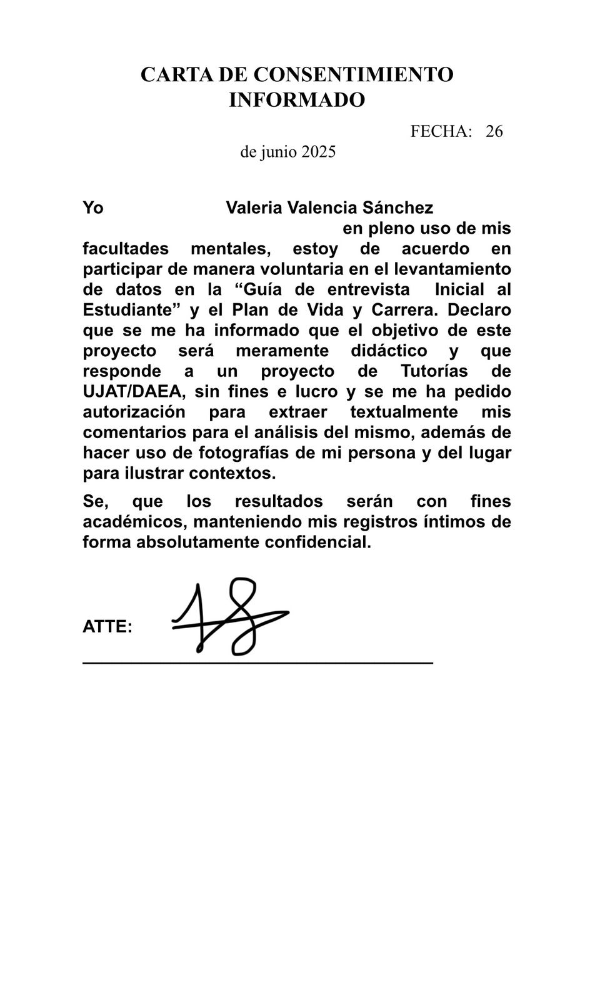 CARTA DE CONSENTIMIENTO
INFORMADO
FECHA: 26
de junio 2025
Yo Valeria Valencia Sánchez
en pleno uso de mis
facultades mentales, estoy de acuerdo en
participar de manera voluntaria en el levantamiento
de datos en la “Guía de entrevista Inicial al
Estudiante” y el Plan de Vida y Carrera. Declaro
que se me ha informado que el objetivo de este
proyecto será meramente didáctico y que
responde a un proyecto de Tutorías de
UJAT/DAEA, sin fines e lucro y se me ha pedido
autorización para extraer textualmente mis
comentarios para el análisis del mismo, además de
hacer uso de fotografías de mi persona y del lugar
para ilustrar contextos.
Se, que los resultados serán con fines
académicos, manteniendo mis registros íntimos de
forma absolutamente confidencial.
ATTE: